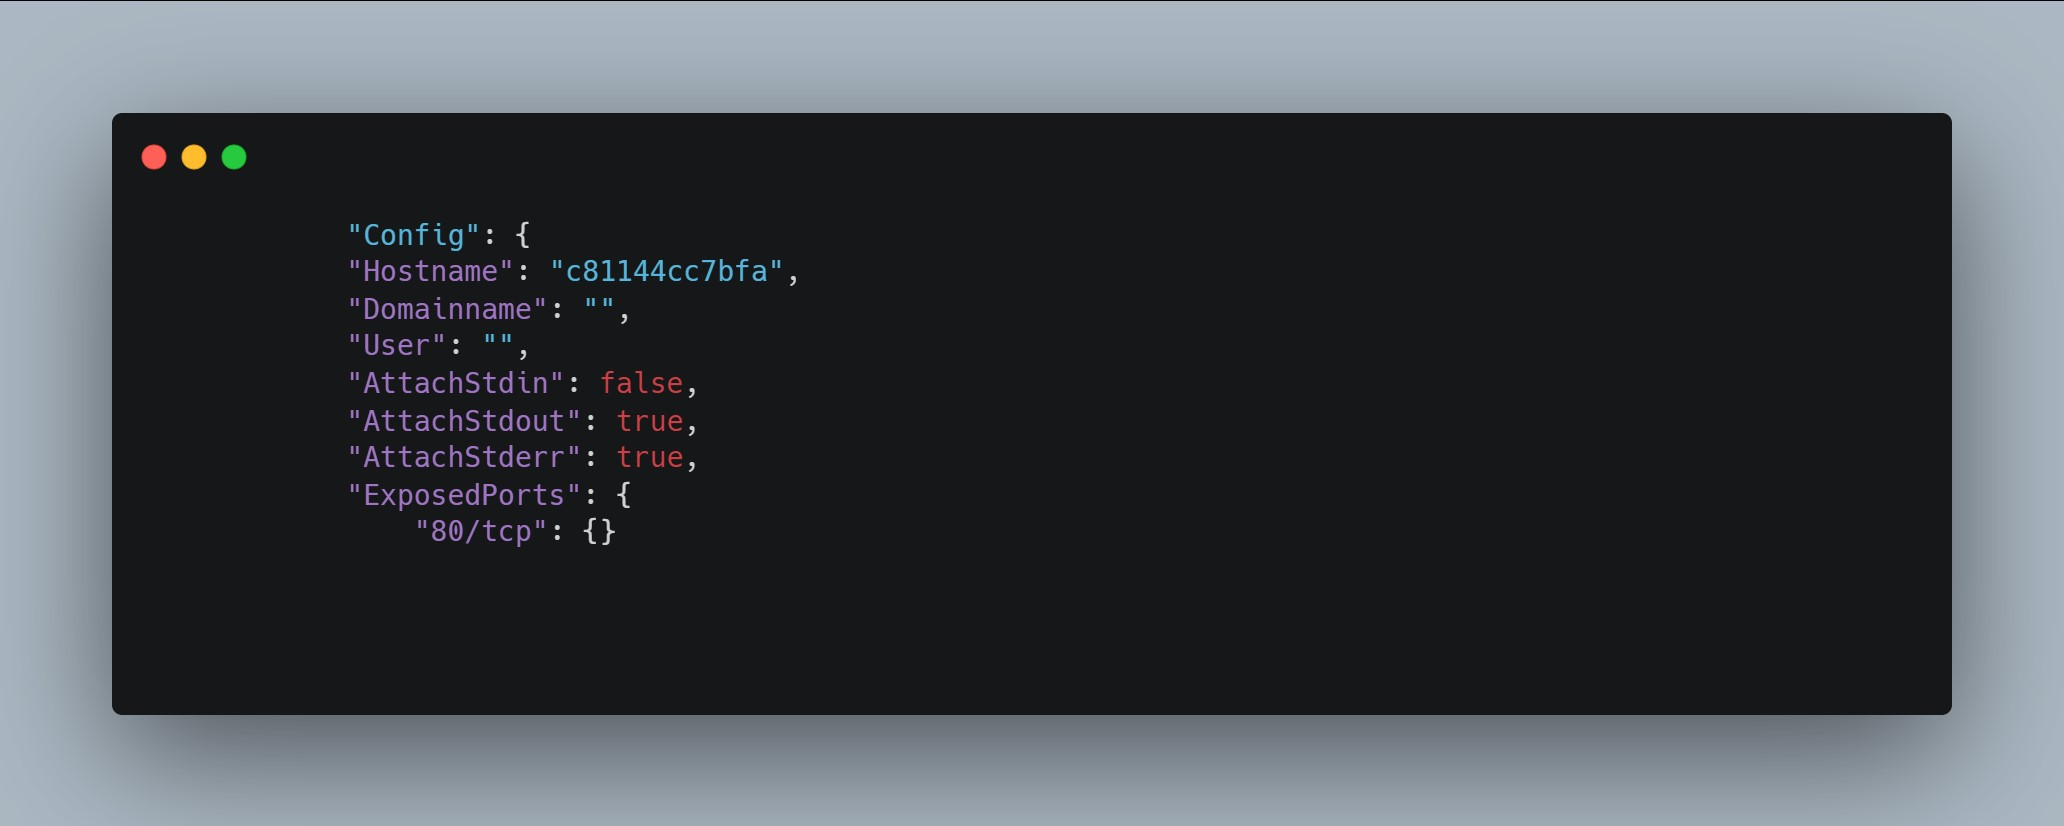 "Config": {
"Hostname": "c81144cc7bfa",
"Domainname": "",
"User": "",
"AttachStdin": false,
"AttachStdout": true,
"AttachStderr": true,
"ExposedPorts": {
    "80/tcp": {}